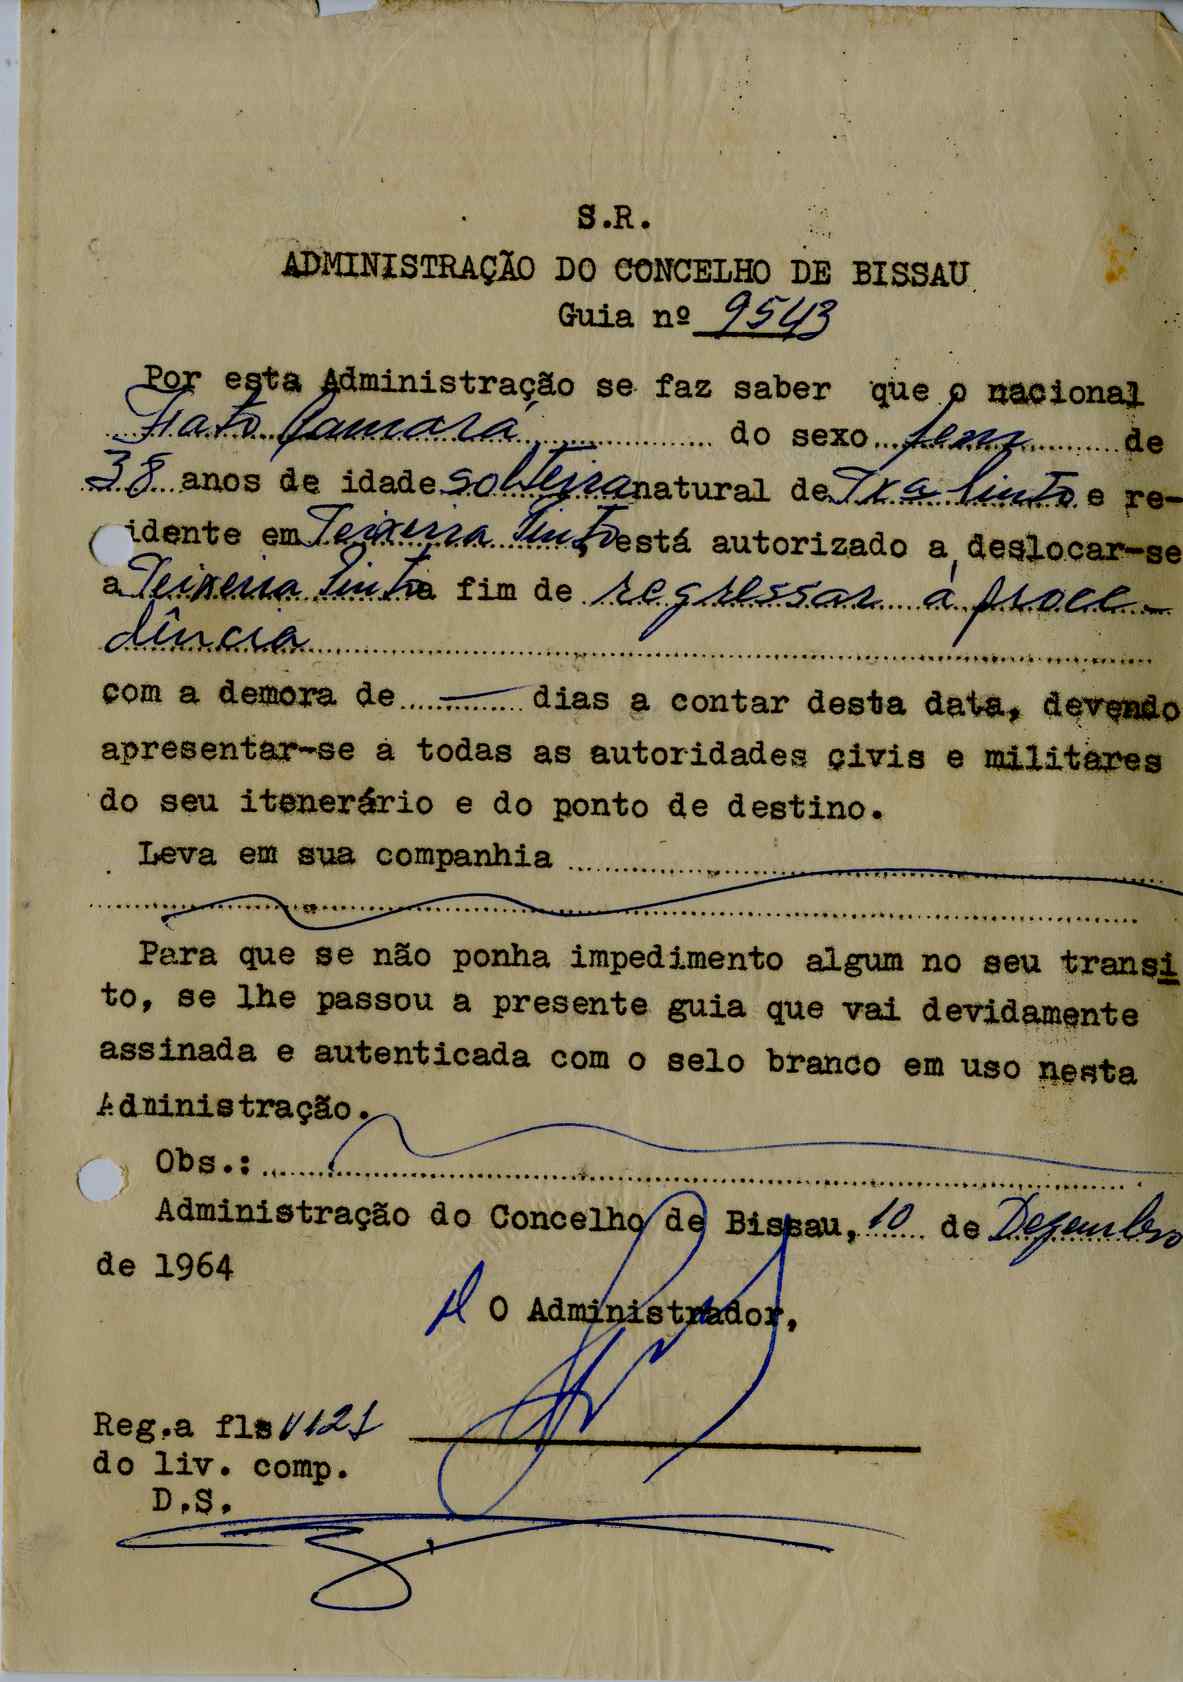 S.R.
ADMINISTRAÇÃO DO CONCELHO DE BISSAU
Guia nº 9543
Por esta Administração se faz saber que o nacional
Fiato Camará do sexo fem de
38 anos de idade solteira natural de Txa Pinto e re-
idente em Teixeira Pinto, está autorizado a deslocar-se
a Teixeira Pinto a fim de regressar á proce-
dência
com a demora de — dias a contar desta data, devendo
apresentar-se a todas as autoridades civis e militares
do seu itenerário e do ponto de destino.
Leva em sua companhia
Para que se não ponha impedimento algum no seu transi
to, se lhe passou a presente guia que vai devidamente
assinada e autenticada com o selo branco em uso nesta
Administração.
Obs.:
Administração do Concelho de Bissau, 10 de Dezembro
de 1964
O Administrador,
Reg.a fls v121
do liv. comp.
D.S.